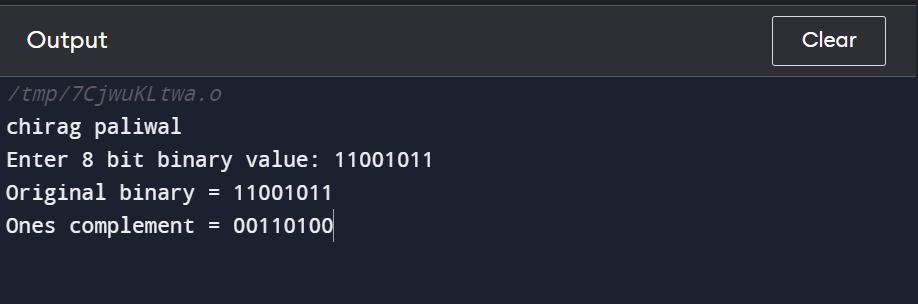 Output
Clear
/tmp/7CjwuKLtwa.o
chirag paliwal
Enter 8 bit binary value: 11001011
Original binary = 11001011
Ones complement = 00110100